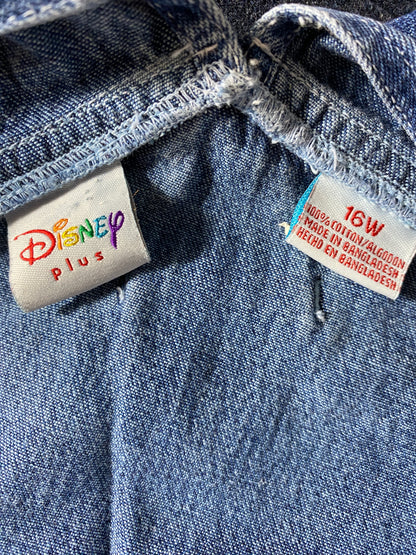 DISNEY
plus
16W
100% COTTON/ALGODON
MADE IN BANGLADESH
HECHO EN BANGLADESH